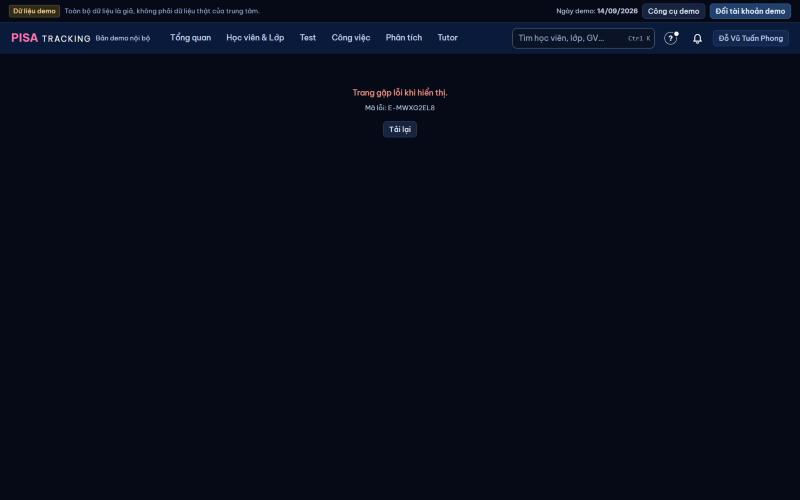 Dữ liệu demo Toàn bộ dữ liệu là giả, không phải dữ liệu thật của trung tâm. Ngày demo: 14/09/2026 Công cụ demo Đổi tài khoản demo
PISA TRACKING Bản demo nội bộ Tổng quan Học viên & Lớp Test Công việc Phân tích Tutor Tìm học viên, lớp, GV... Ctrl K ? Đỗ Vũ Tuấn Phong
Trang gặp lỗi khi hiển thị.
Mã lỗi: E-MWXG2EL8
Tải lại